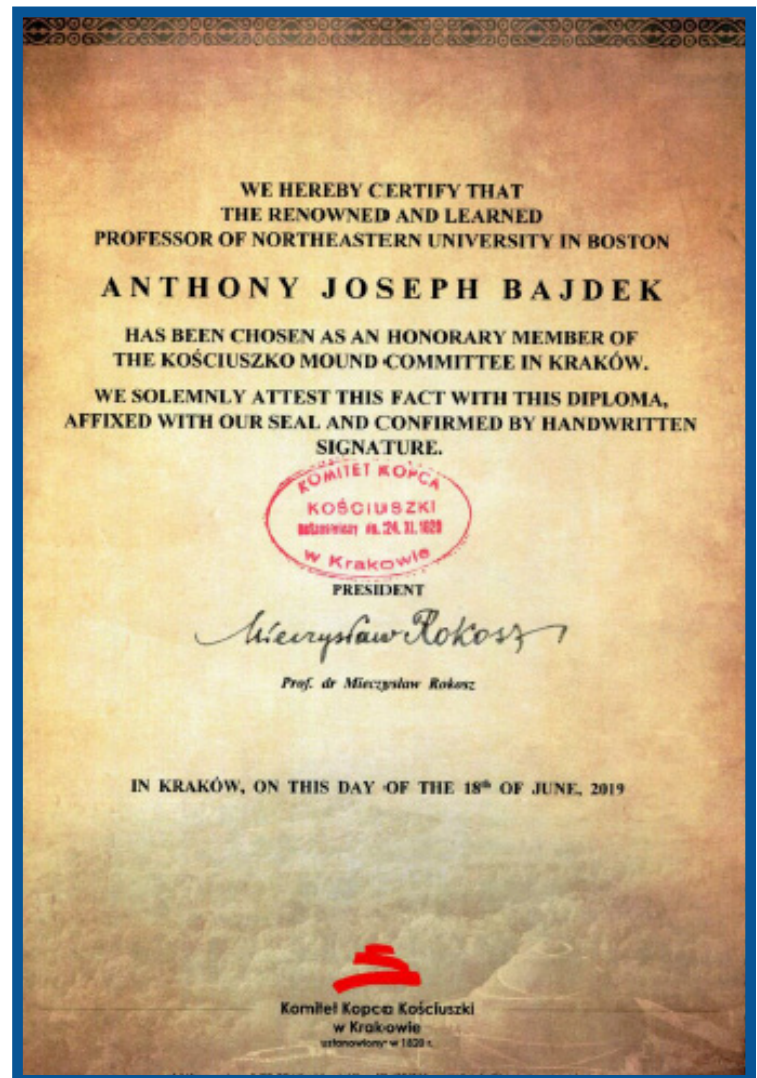 WE HEREBY CERTIFY THAT
THE RENOWNED AND LEARNED
PROFESSOR OF NORTHEASTERN UNIVERSITY IN BOSTON
ANTHONY JOSEPH BAJDEK
HAS BEEN CHOSEN AS AN HONORARY MEMBER OF
THE KOŚCIUSZKO MOUND COMMITTEE IN KRAKÓW.
WE SOLEMNLY ATTEST THIS FACT WITH THIS DIPLOMA,
AFFIXED WITH OUR SEAL AND CONFIRMED BY HANDWRITTEN
SIGNATURE.
KOMITET KOPCA
KOŚCIUSZKI
w Krakowie
PRESIDENT
Mieczysław Rokosz
Prof. dr Mieczysław Rokosz
IN KRAKÓW, ON THIS DAY OF THE 18th OF JUNE, 2019
Komitet Kopca Kościuszki
w Krakowie
ustanowiony w 1820 r.